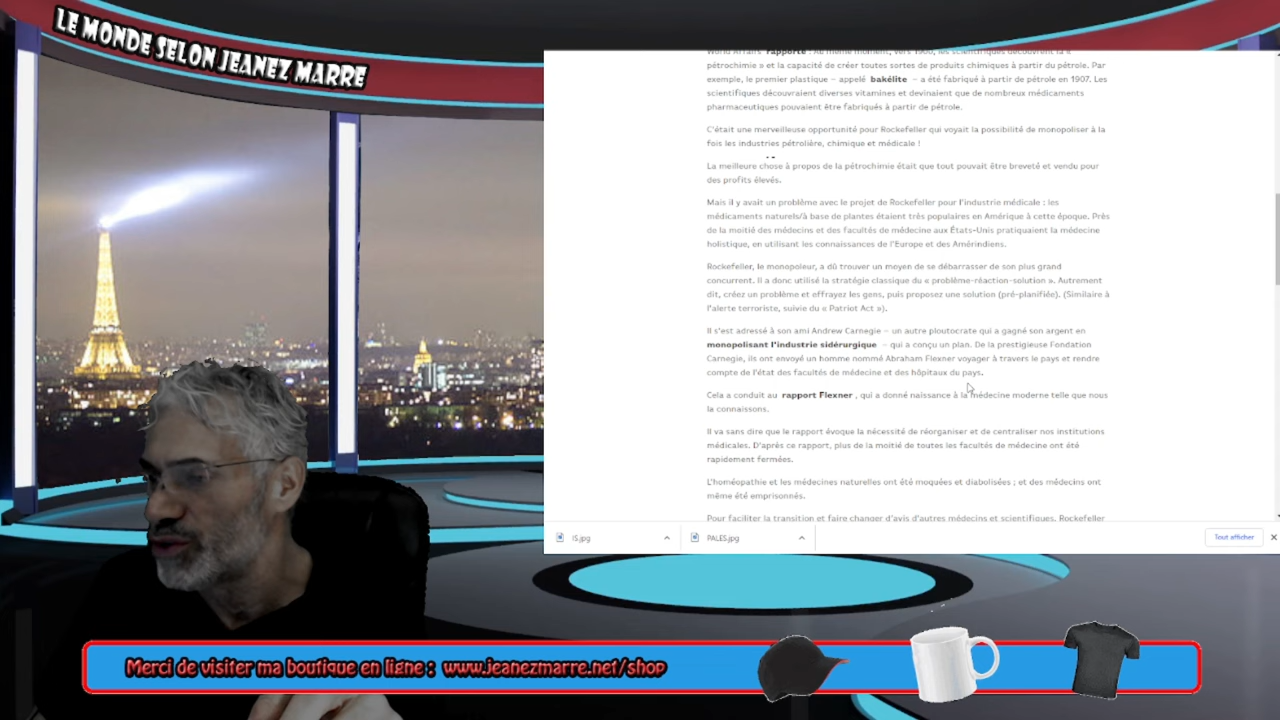 LE MONDE SELON JEANEZ MARRE
World Affairs rapporte : Au même moment, vers 1900, les scientifiques découvrent la «
pétrochimie » et la capacité de créer toutes sortes de produits chimiques à partir du pétrole. Par
exemple, le premier plastique – appelé bakélite – a été fabriqué à partir de pétrole en 1907. Les
scientifiques découvraient diverses vitamines et devinaient que de nombreux médicaments
pharmaceutiques pouvaient être fabriqués à partir de pétrole.
C'était une merveilleuse opportunité pour Rockefeller qui voyait la possibilité de monopoliser à la
fois les industries pétrolière, chimique et médicale !
La meilleure chose à propos de la pétrochimie était que tout pouvait être breveté et vendu pour
des profits élevés.
Mais il y avait un problème avec le projet de Rockefeller pour l'industrie médicale : les
médicaments naturels/à base de plantes étaient très populaires en Amérique à cette époque. Près
de la moitié des médecins et des facultés de médecine aux États-Unis pratiquaient la médecine
holistique, en utilisant les connaissances de l'Europe et des Amérindiens.
Rockefeller, le monopoleur, a dû trouver un moyen de se débarrasser de son plus grand
concurrent. Il a donc utilisé la stratégie classique du « problème-réaction-solution ». Autrement
dit, créez un problème et effrayez les gens, puis proposez une solution (pré-planifiée). (Similaire à
l'alerte terroriste, suivie du « Patriot Act »).
Il s'est adressé à son ami Andrew Carnegie – un autre ploutocrate qui a gagné son argent en
monopolisant l'industrie sidérurgique – qui a conçu un plan. De la prestigieuse Fondation
Carnegie, ils ont envoyé un homme nommé Abraham Flexner voyager à travers le pays et rendre
compte de l'état des facultés de médecine et des hôpitaux du pays.
Cela a conduit au rapport Flexner , qui a donné naissance à la médecine moderne telle que nous
la connaissons.
Il va sans dire que le rapport évoque la nécessité de réorganiser et de centraliser nos institutions
médicales. D'après ce rapport, plus de la moitié de toutes les facultés de médecine ont été
rapidement fermées.
L'homéopathie et les médecines naturelles ont été moquées et diabolisées ; et des médecins ont
même été emprisonnés.
Pour faciliter la transition et faire changer d'avis d'autres médecins et scientifiques, Rockefeller
IS.jpg
PALES.jpg
Tout afficher
Merci de visiter ma boutique en ligne : www.jeanezmarre.net/shop